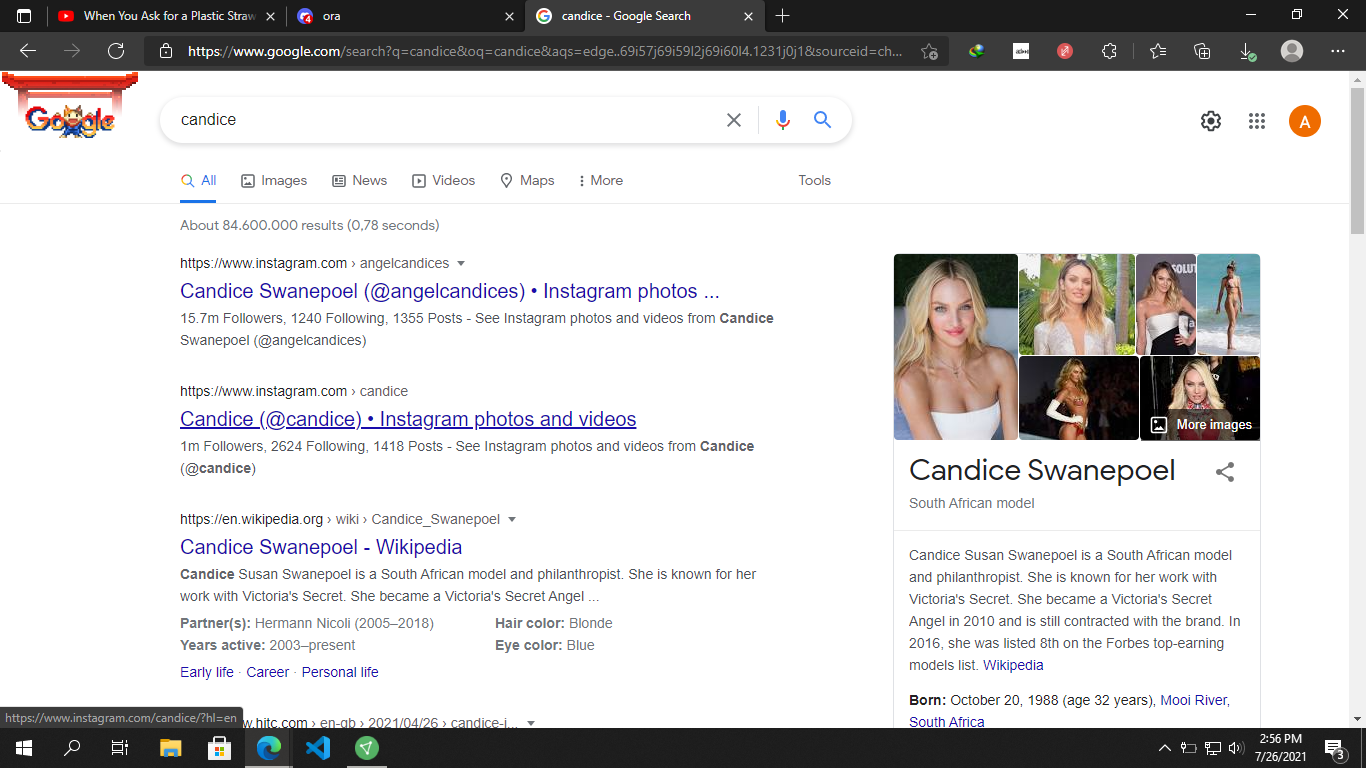 When You Ask for a Plastic Straw
ora
candice - Google Search
https://www.google.com/search?q=candice&oq=candice&aqs=edge..69i57j69i59l2j69i60l4.1231j0j1&sourceid=ch...
Google
candice
A
All
Images
News
Videos
Maps
More
Tools
About 84.600.000 results (0,78 seconds)
https://www.instagram.com › angelcandices
Candice Swanepoel (@angelcandices) • Instagram photos ...
15.7m Followers, 1240 Following, 1355 Posts - See Instagram photos and videos from Candice
Swanepoel (@angelcandices)
https://www.instagram.com › candice
Candice (@candice) • Instagram photos and videos
1m Followers, 2624 Following, 1418 Posts - See Instagram photos and videos from Candice
(@candice)
https://en.wikipedia.org › wiki › Candice_Swanepoel
Candice Swanepoel - Wikipedia
Candice Susan Swanepoel is a South African model and philanthropist. She is known for her
work with Victoria's Secret. She became a Victoria's Secret Angel ...
Partner(s): Hermann Nicoli (2005–2018)
Hair color: Blonde
Years active: 2003–present
Eye color: Blue
Early life · Career · Personal life
w.hitc.com › en-gb › 2021/04/26 › candice-j...
https://www.instagram.com/candice/?hl=en
More images
Candice Swanepoel
South African model
Candice Susan Swanepoel is a South African model
and philanthropist. She is known for her work with
Victoria's Secret. She became a Victoria's Secret
Angel in 2010 and is still contracted with the brand. In
2016, she was listed 8th on the Forbes top-earning
models list. Wikipedia
Born: October 20, 1988 (age 32 years), Mooi River,
South Africa
2:56 PM
7/26/2021
3